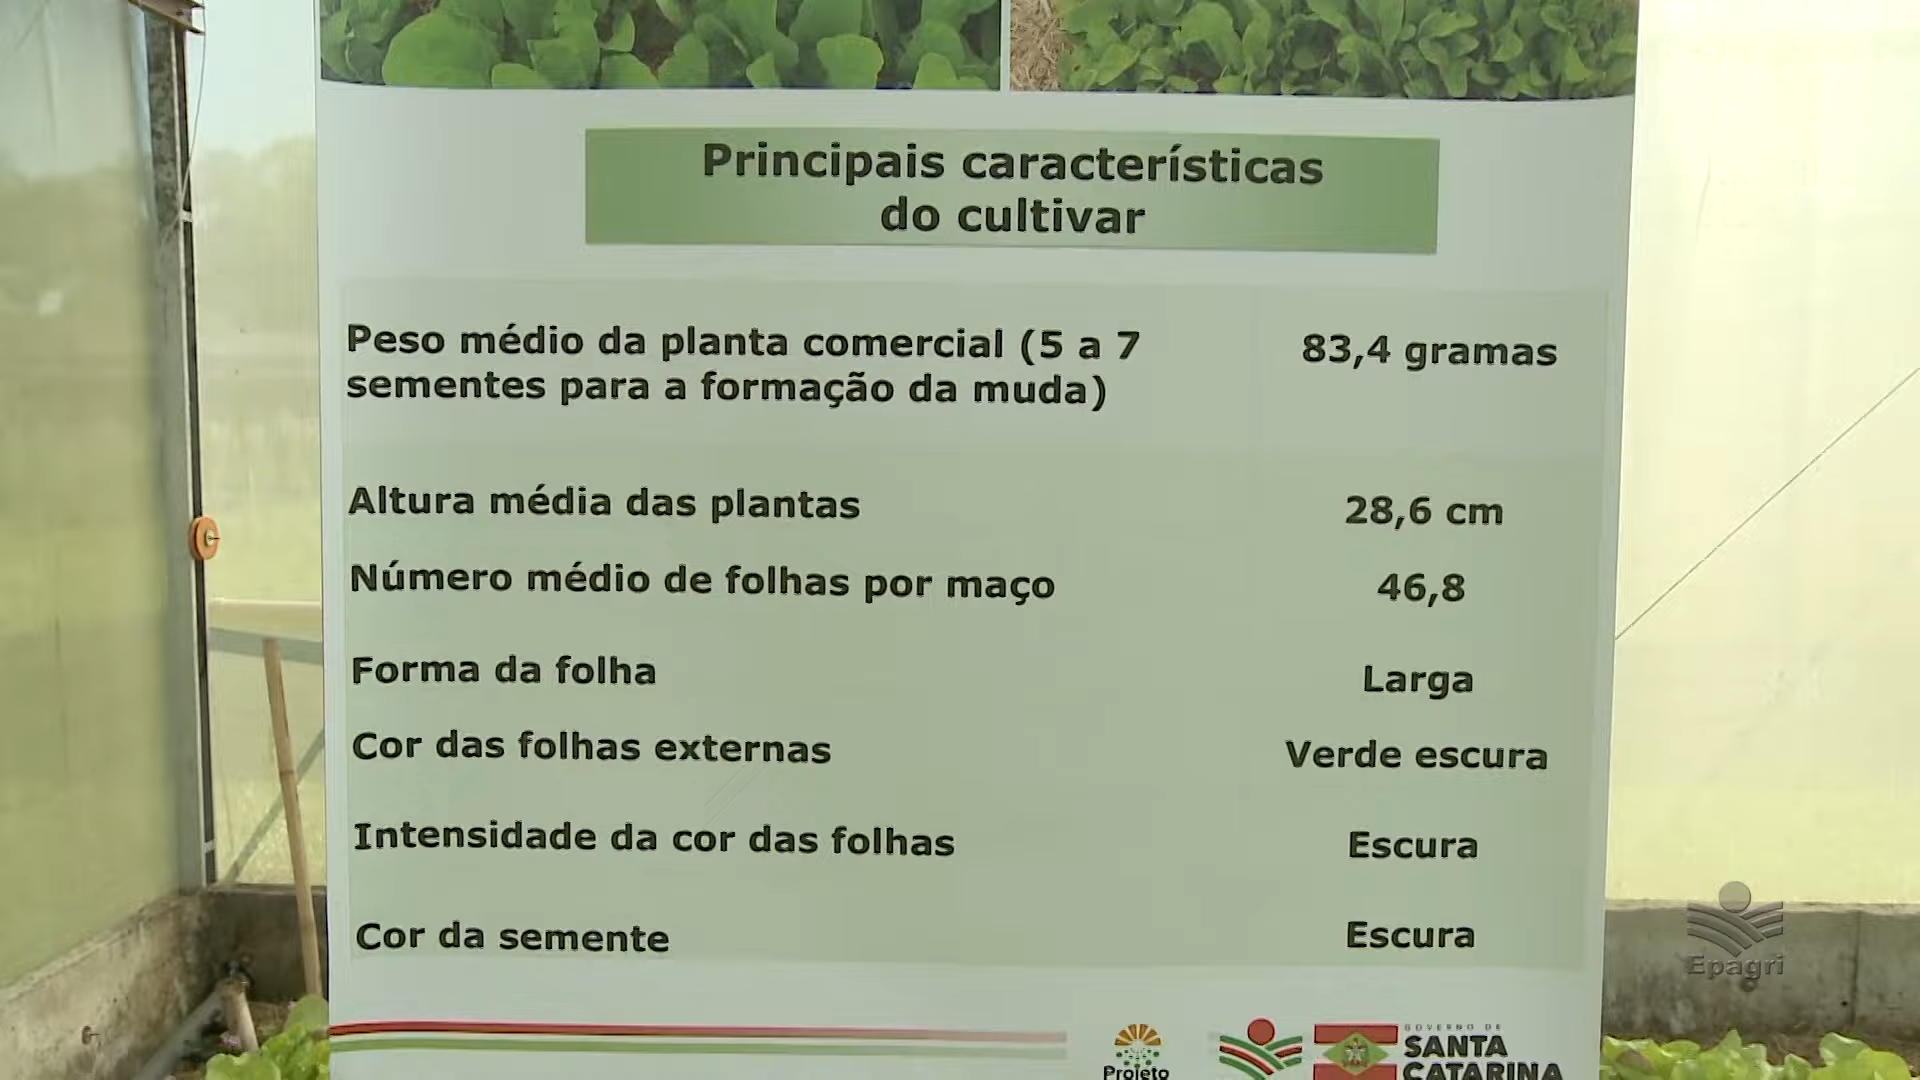 Principais características
do cultivar
Peso médio da planta comercial (5 a 7
sementes para a formação da muda)
83,4 gramas
Altura média das plantas
28,6 cm
Número médio de folhas por maço
46,8
Forma da folha
Larga
Cor das folhas externas
Verde escura
Intensidade da cor das folhas
Escura
Cor da semente
Escura
Epagri
Projeto
GOVERNO DE
SANTA
CATARINA